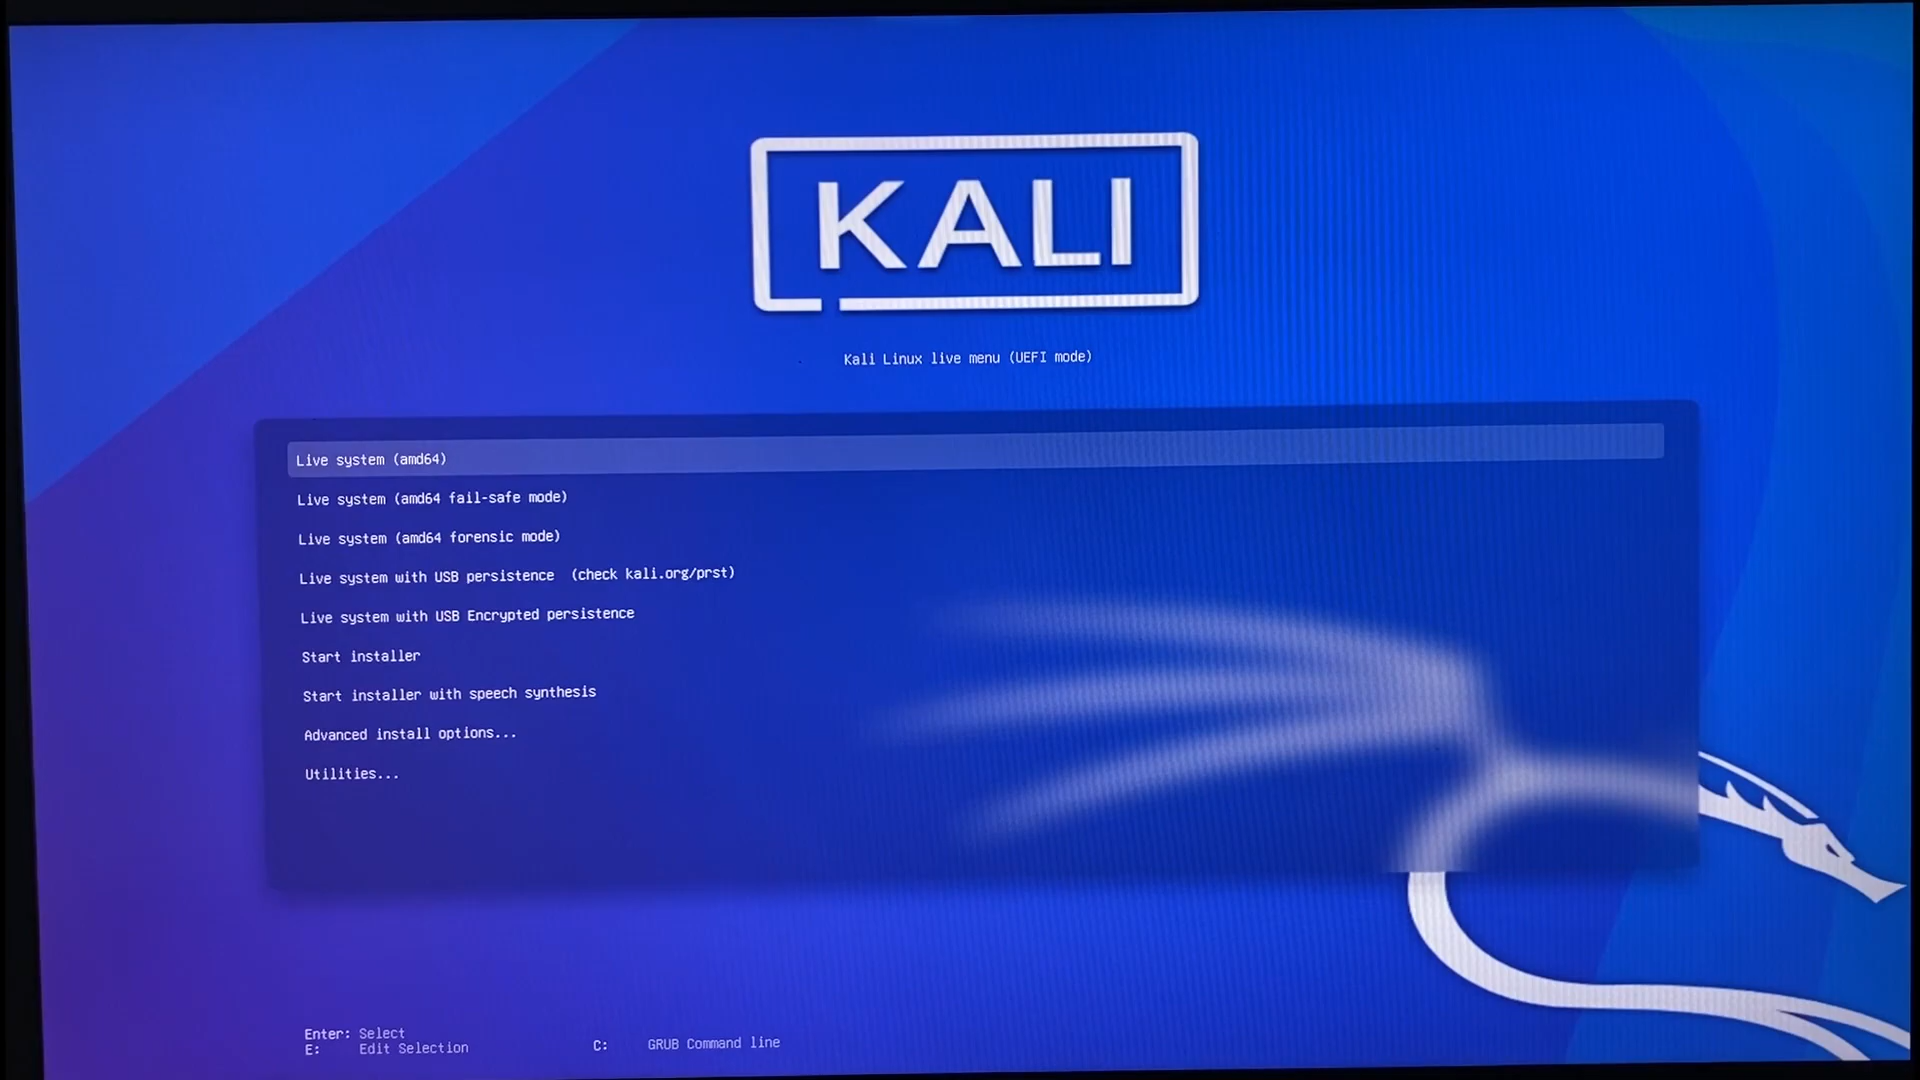 KALI
Kali Linux live menu (UEFI mode)
Live system (amd64)
Live system (amd64 fail-safe mode)
Live system (amd64 forensic mode)
Live system with USB persistence  (check kali.org/prst)
Live system with USB Encrypted persistence
Start installer
Start installer with speech synthesis
Advanced install options...
Utilities...
Enter: Select
E: Edit Selection C: GRUB Command line